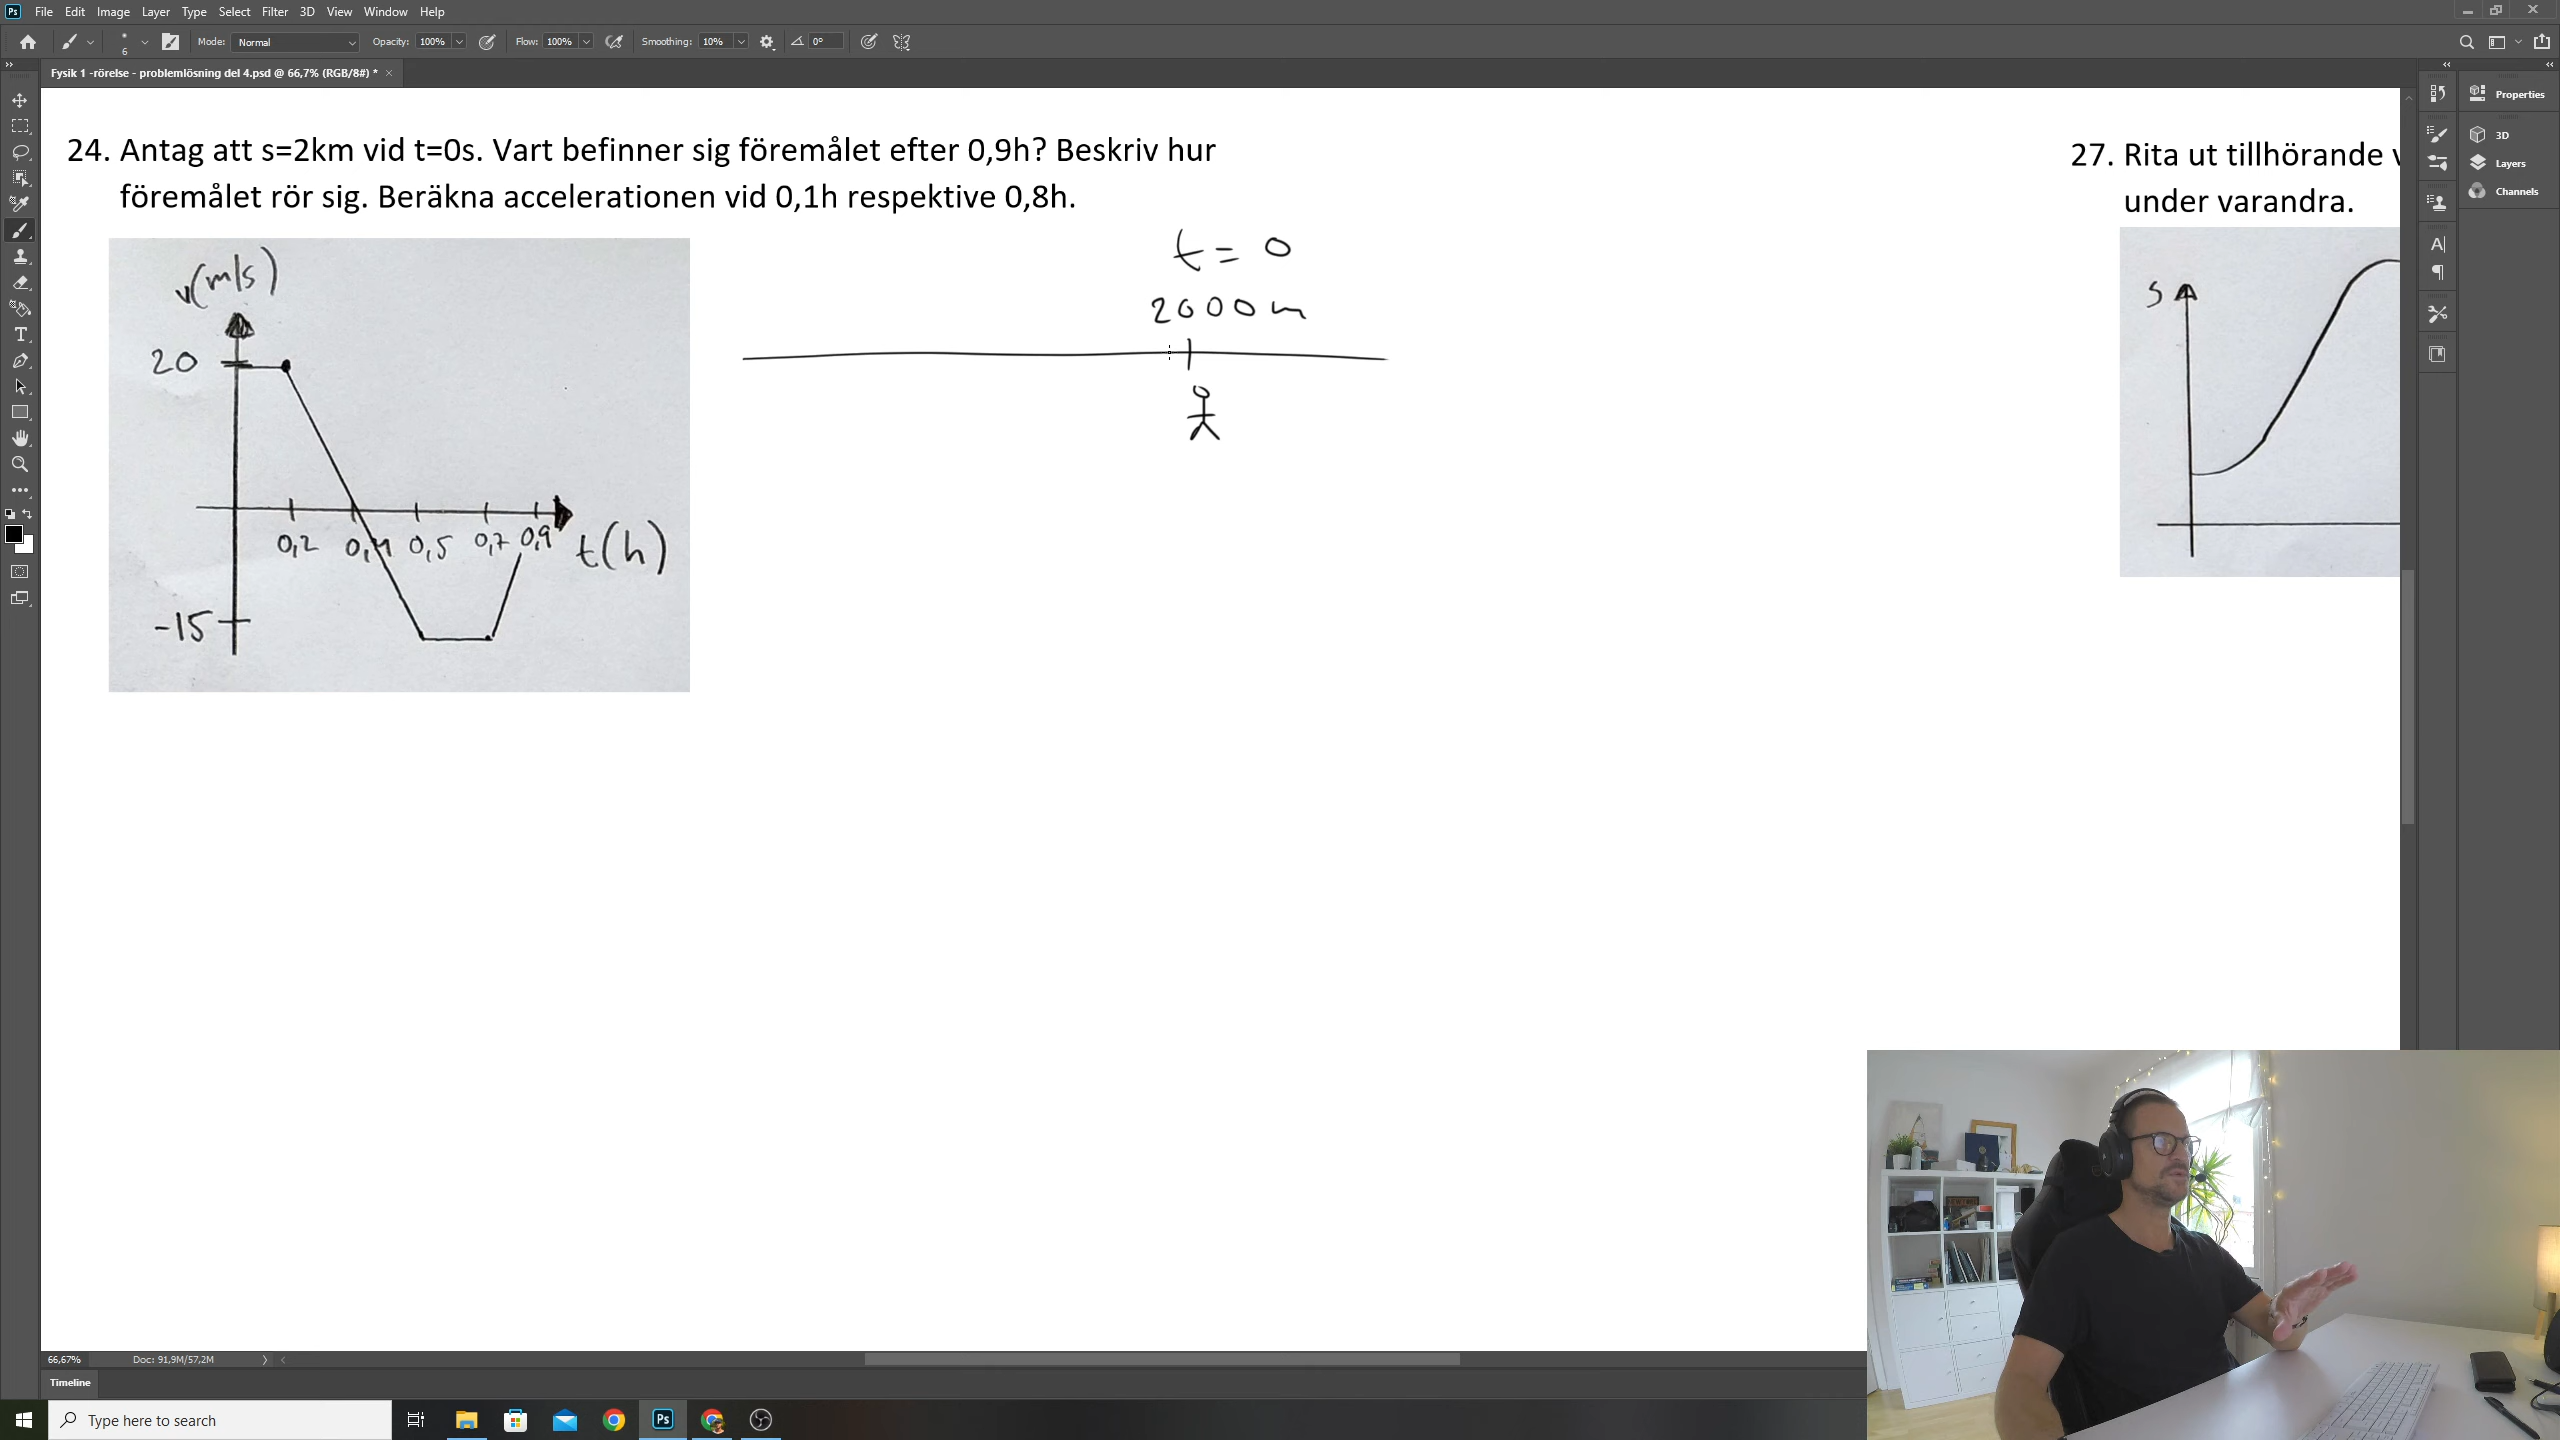 Ps File Edit Image Layer Type Select Filter 3D View Window Help
6 Mode: Normal Opacity: 100% Flow: 100% Smoothing: 10% 0°
Fysik 1 -rörelse - problemlösning del 4.psd @ 66,7% (RGB/8#) * ×
Properties
3D
Layers
Channels
24. Antag att s=2km vid t=0s. Vart befinner sig föremålet efter 0,9h? Beskriv hur
föremålet rör sig. Beräkna accelerationen vid 0,1h respektive 0,8h.
v(m/s)
20
0,2 0,4 0,5 0,7 0,9 t(h)
-15
t = 0
2000 m
27. Rita ut tillhörande v
under varandra.
s
66,67% Doc: 91,9M/57,2M
Timeline
Type here to search
Ps